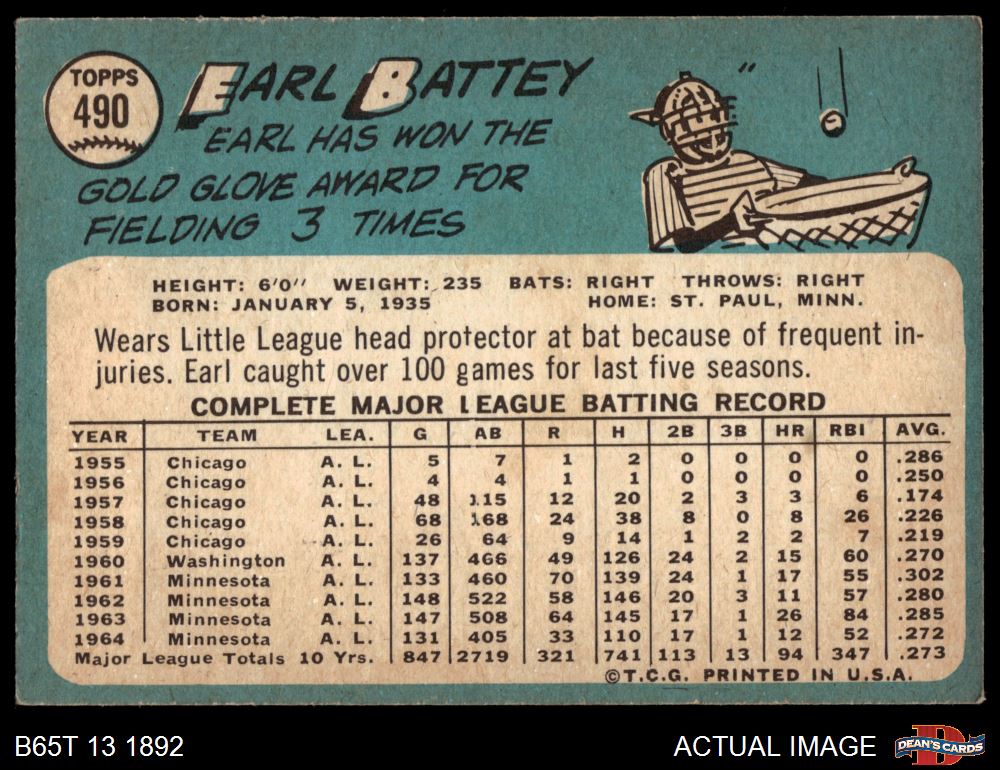 TOPPS
490
EARL BATTEY
EARL HAS WON THE
GOLD GLOVE AWARD FOR
FIELDING 3 TIMES
HEIGHT: 6'0" WEIGHT: 235 BATS: RIGHT THROWS: RIGHT
BORN: JANUARY 5, 1935 HOME: ST. PAUL, MINN.
Wears Little League head protector at bat because of frequent in-
juries. Earl caught over 100 games for last five seasons.
COMPLETE MAJOR LEAGUE BATTING RECORD
YEAR TEAM LEA. G AB R H 2B 3B HR RBI AVG.
1955 Chicago A. L. 5 7 1 2 0 0 0 0 .286
1956 Chicago A. L. 4 4 1 1 0 0 0 0 .250
1957 Chicago A. L. 48 115 12 20 2 3 3 6 .174
1958 Chicago A. L. 68 168 24 38 8 0 8 26 .226
1959 Chicago A. L. 26 64 9 14 1 2 2 7 .219
1960 Washington A. L. 137 466 49 126 24 2 15 60 .270
1961 Minnesota A. L. 133 460 70 139 24 1 17 55 .302
1962 Minnesota A. L. 148 522 58 146 20 3 11 57 .280
1963 Minnesota A. L. 147 508 64 145 17 1 26 84 .285
1964 Minnesota A. L. 131 405 33 110 17 1 12 52 .272
Major League Totals 10 Yrs. 847 2719 321 741 113 13 94 347 .273
©T.C.G. PRINTED IN U.S.A.
B65T 13 1892
ACTUAL IMAGE
DEAN'S CARDS